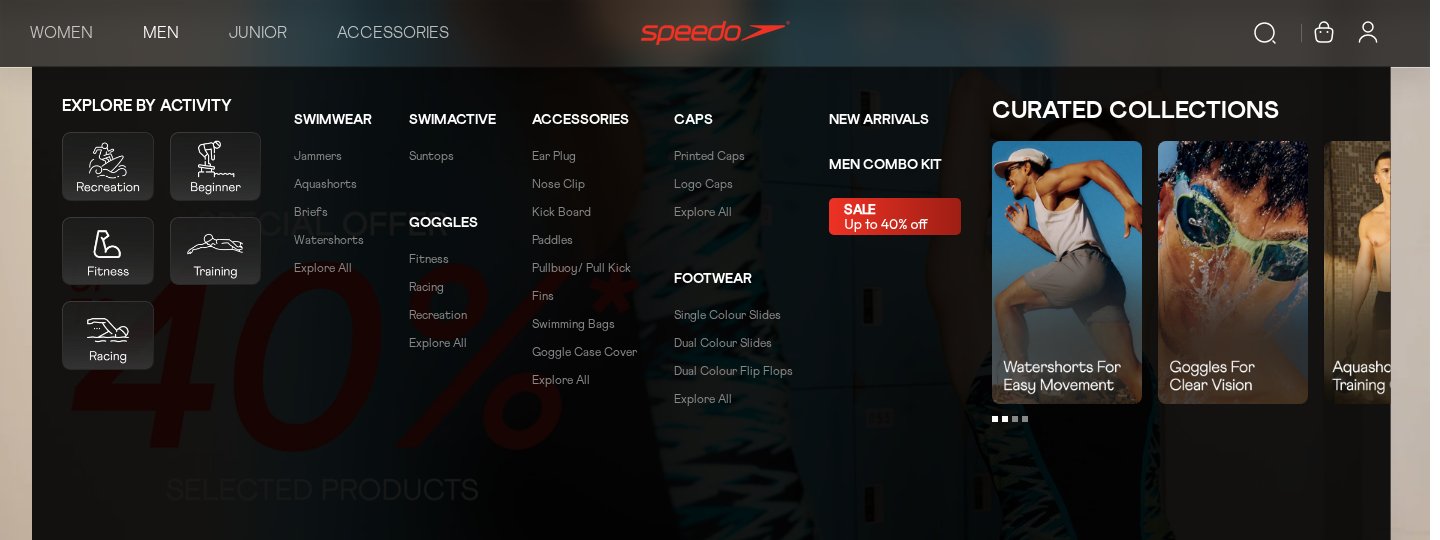 WOMEN
MEN
JUNIOR
ACCESSORIES
speedo
EXPLORE BY ACTIVITY
Recreation
Beginner
Fitness
Training
Racing
SWIMWEAR
Jammers
Aquashorts
Briefs
Watershorts
Explore All
SWIMACTIVE
Suntops
GOGGLES
Fitness
Racing
Recreation
Explore All
ACCESSORIES
Ear Plug
Nose Clip
Kick Board
Paddles
Pullbuoy/ Pull Kick
Fins
Swimming Bags
Goggle Case Cover
Explore All
CAPS
Printed Caps
Logo Caps
Explore All
FOOTWEAR
Single Colour Slides
Dual Colour Slides
Dual Colour Flip Flops
Explore All
NEW ARRIVALS
MEN COMBO KIT
SALE
Up to 40% off
CURATED COLLECTIONS
Watershorts For
Easy Movement
Goggles For
Clear Vision
Aquasho
Training
SPECIAL OFFER
40%*
SELECTED PRODUCTS